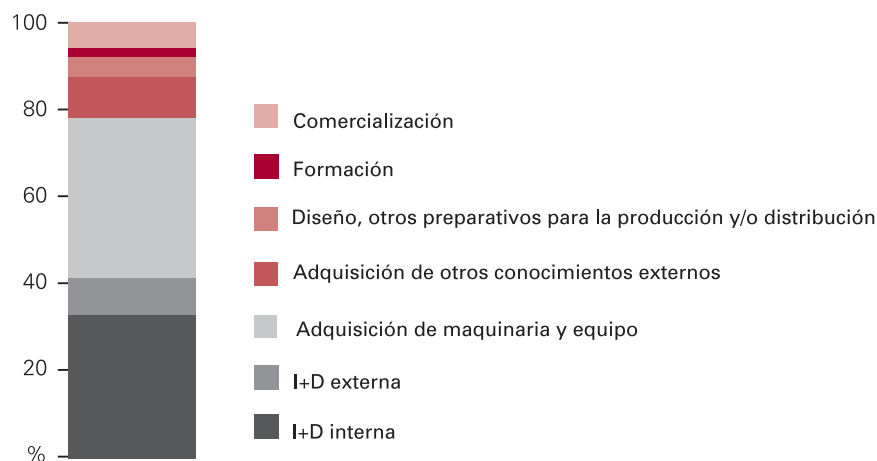 100
80
60
40
20
%
Comercialización
Formación
Diseño, otros preparativos para la producción y/o distribución
Adquisición de otros conocimientos externos
Adquisición de maquinaria y equipo
I+D externa
I+D interna